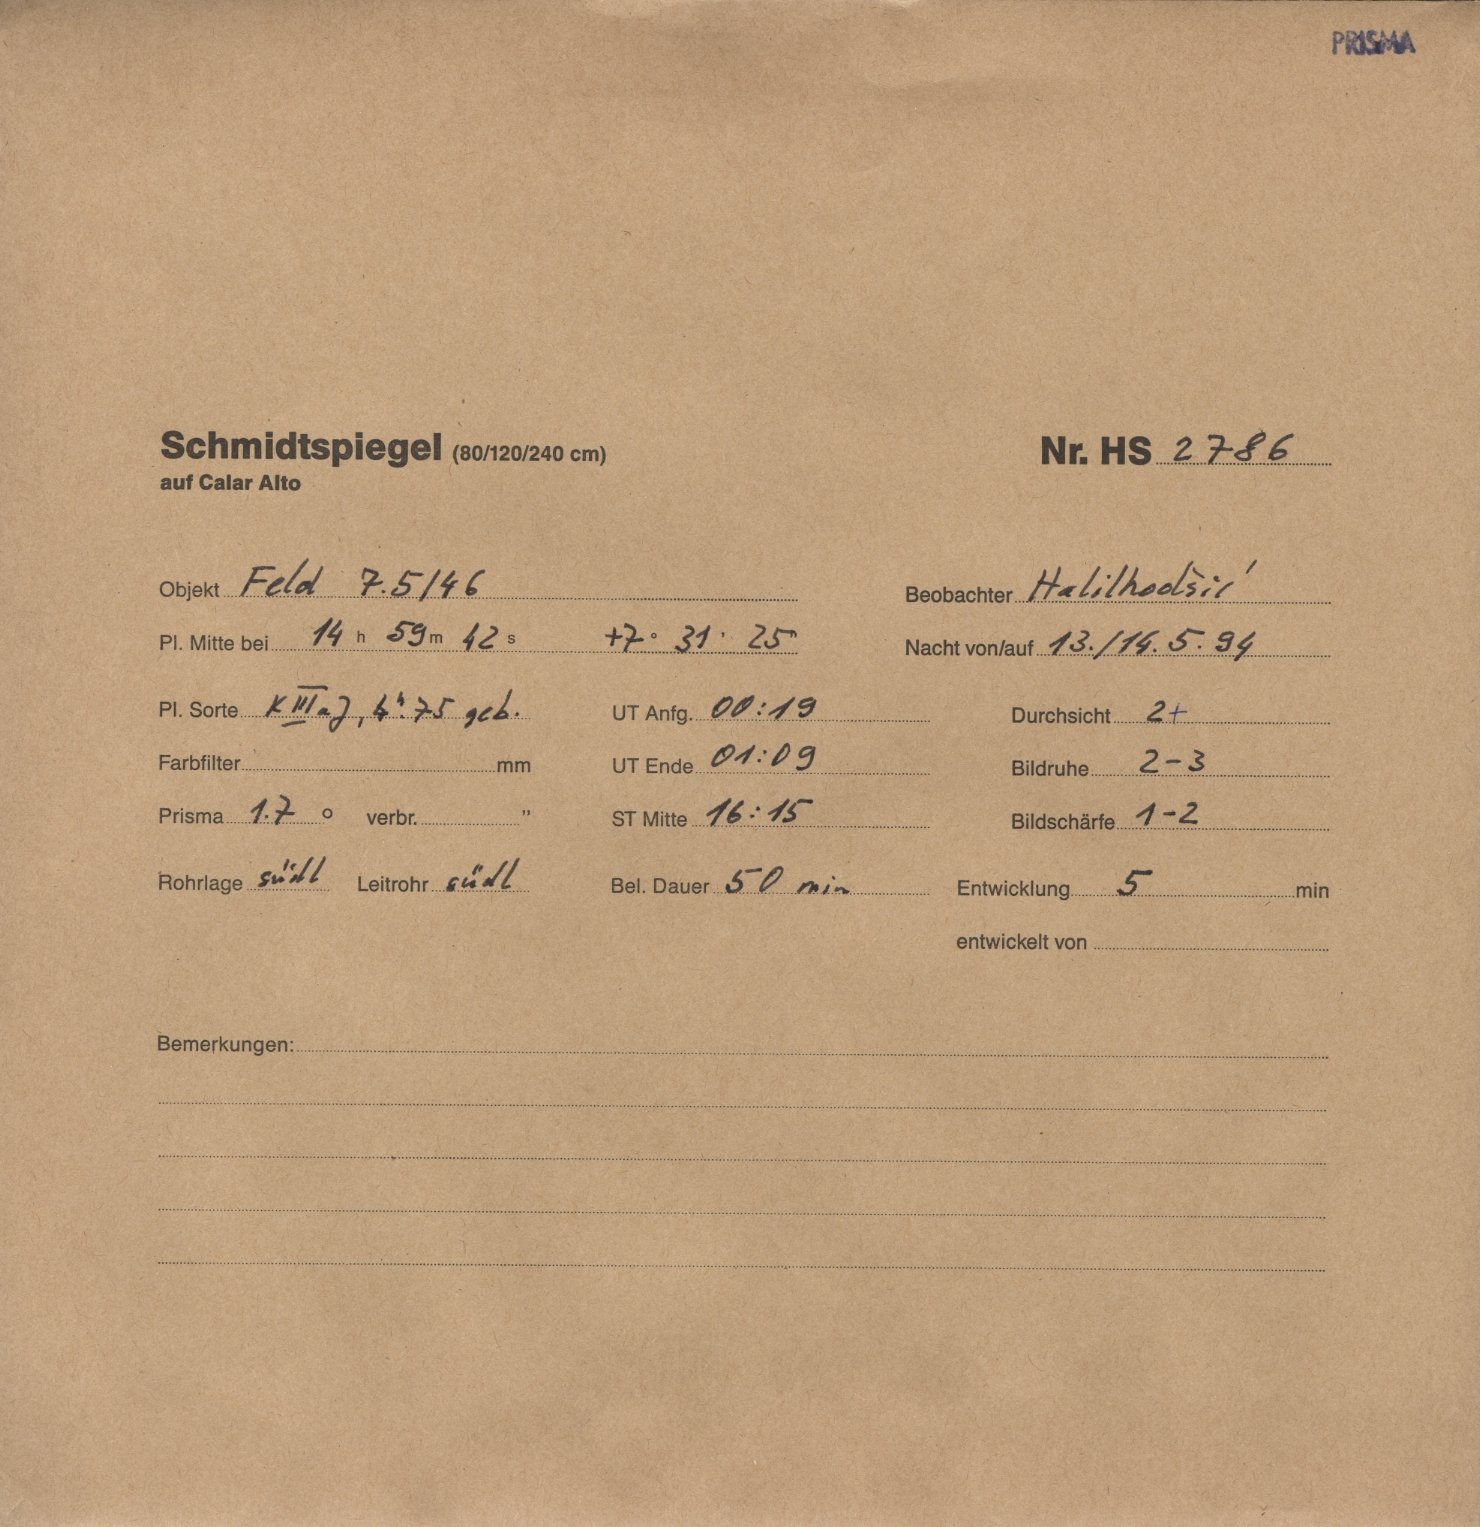 PRISMA
Schmidtspiegel (80/120/240 cm) Nr. HS 2786
auf Calar Alto
Objekt Feld 7.5/46 Beobachter Halilhodšić
Pl. Mitte bei 14 h 59 m 42 s +7° 31' 25" Nacht von/auf 13./14.5.94
Pl. Sorte K IIIaJ, 4h.75 geb. UT Anfg. 00:19 Durchsicht 2+
Farbfilter mm UT Ende 01:09 Bildruhe 2-3
Prisma 1.7 ° verbr. " ST Mitte 16:15 Bildschärfe 1-2
Rohrlage südl Leitrohr südl Bel. Dauer 50 min Entwicklung 5 min
entwickelt von
Bemerkungen: